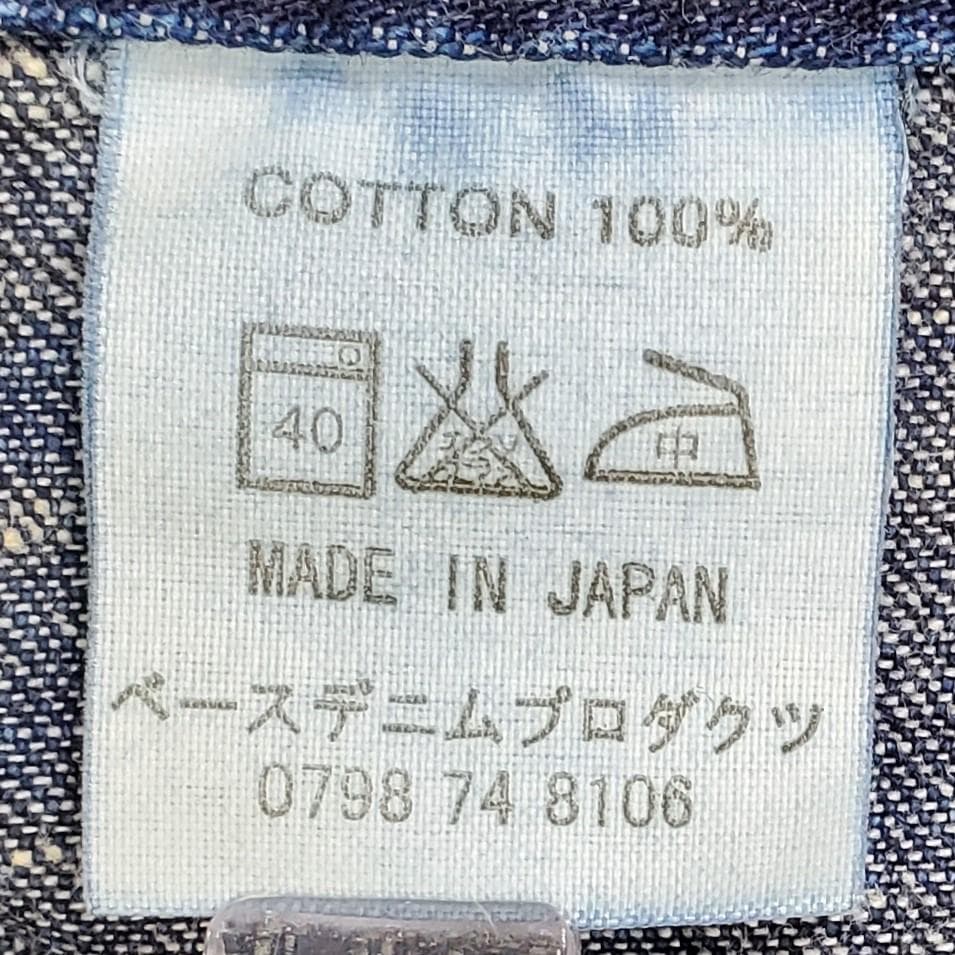 COTTON 100%
40 中
MADE IN JAPAN
ベースデニムプロダクツ
0798 74 8106